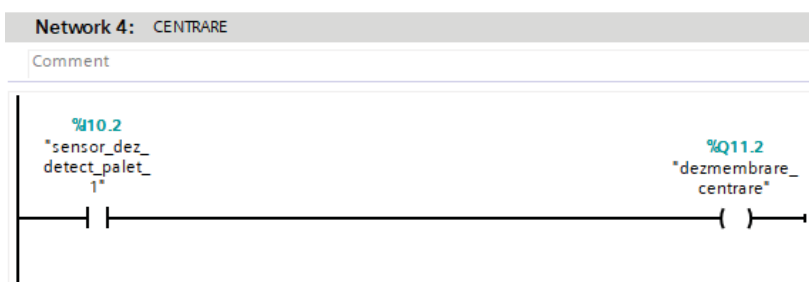 Network 4: CENTRARE
Comment
%I10.2
"sensor_dez_
detect_palet_
1"
%Q11.2
"dezmembrare_
centrare"